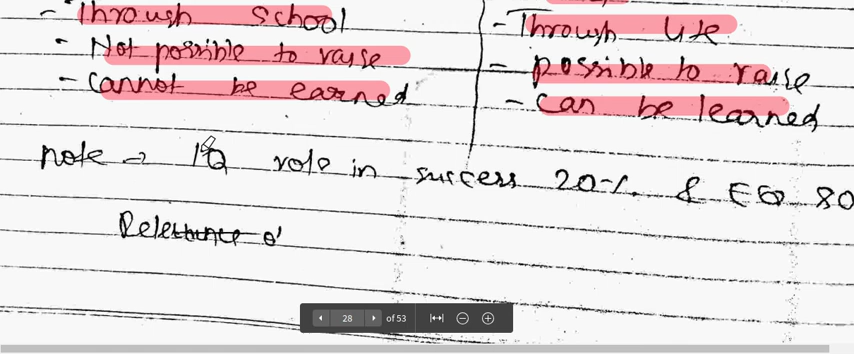 - Through school
- Not possible to raise
- Cannot be earned
- Through life
- possible to raise
- Can be learned
Note → IQ role in success 20%. & EQ 80
28 of 53